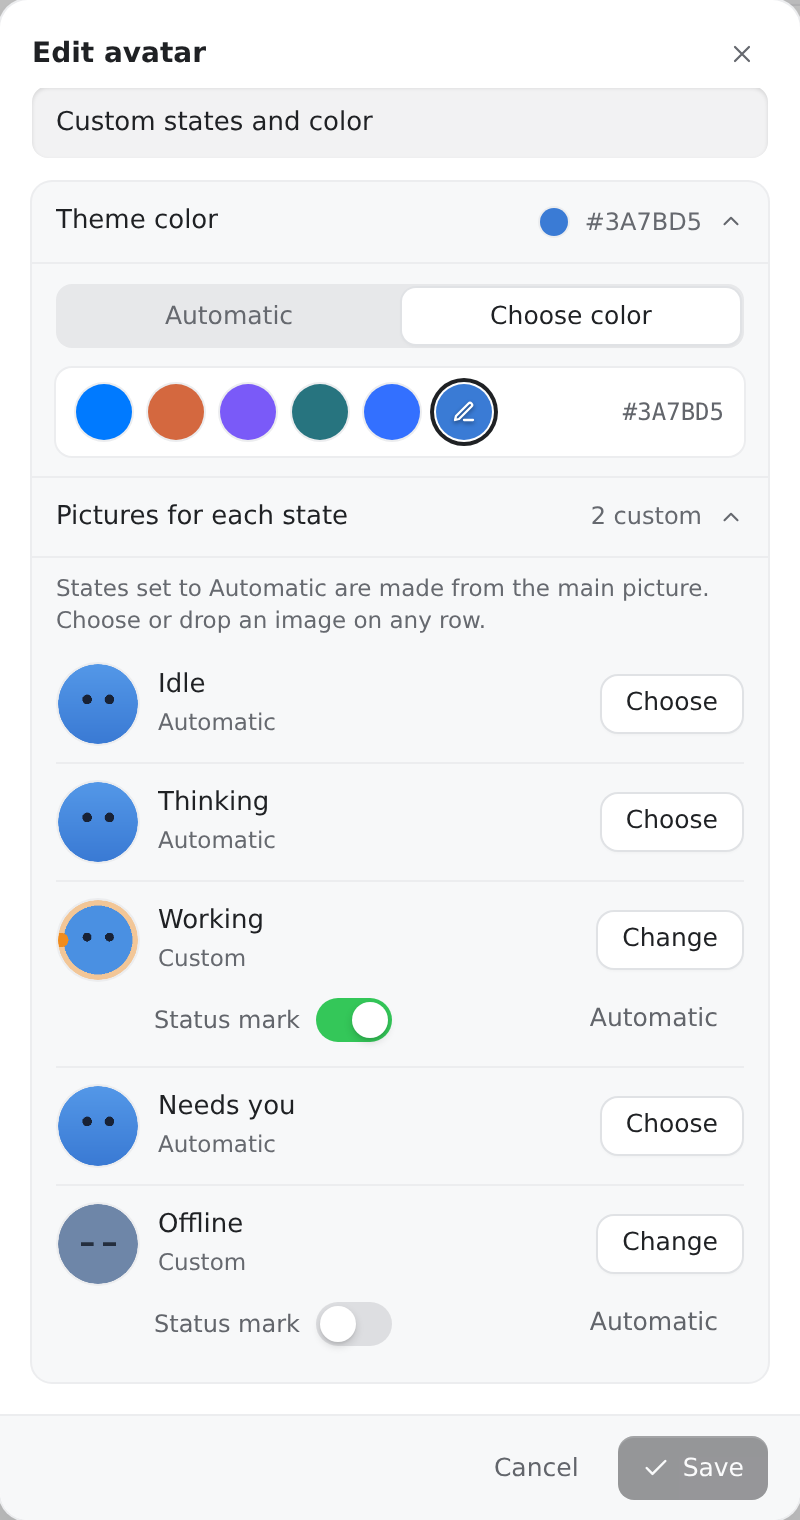 Edit avatar
Custom states and color
Theme color
#3A7BD5
Automatic
Choose color
#3A7BD5
Pictures for each state
2 custom
States set to Automatic are made from the main picture.
Choose or drop an image on any row.
Idle
Automatic
Choose
Thinking
Automatic
Choose
Working
Custom
Change
Status mark
Automatic
Needs you
Automatic
Choose
Offline
Custom
Change
Status mark
Automatic
Cancel
Save